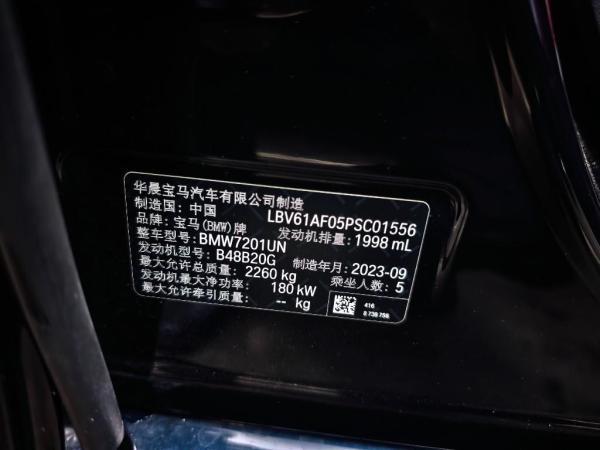 华晨宝马汽车有限公司制造
制造国: 中国 LBV61AF05PSC01556
品牌: 宝马(BMW)牌 发动机排量: 1998 mL
整车型号: BMW7201UN
发动机型号: B48B20G 制造年月: 2023-09
最大允许总质量: 2260 kg 乘坐人数: 5
发动机最大净功率: 180 kW
最大允许牵引质量: -- kg
416
8 738 758